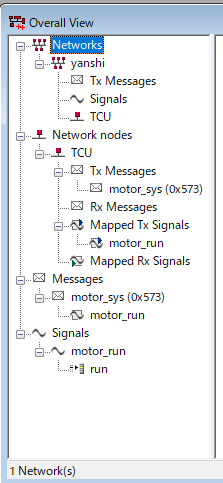 Overall View
Networks
yanshi
Tx Messages
Signals
TCU
Network nodes
TCU
Tx Messages
motor_sys (0x573)
Rx Messages
Mapped Tx Signals
motor_run
Mapped Rx Signals
Messages
motor_sys (0x573)
motor_run
Signals
motor_run
run
1 Network(s)